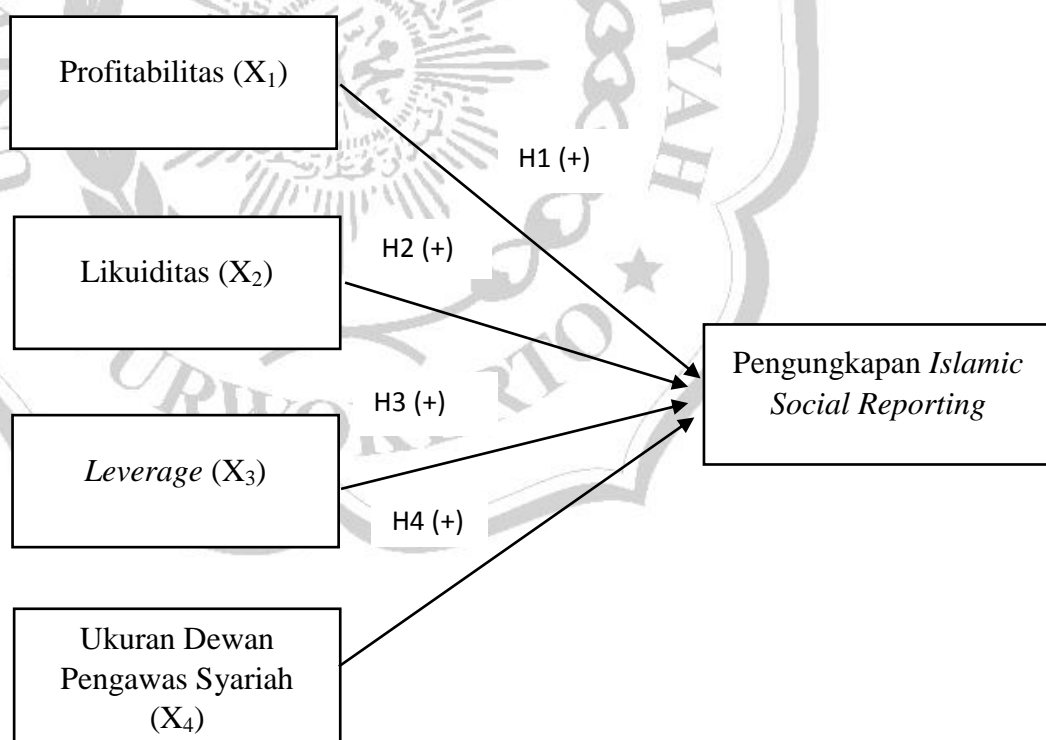 Profitabilitas (X₁)
H1 (+)
H2 (+)
Likuiditas (X₂)
Pengungkapan Islamic
Social Reporting
H3 (+)
Leverage (X₃)
H4 (+)
Ukuran Dewan
Pengawas Syariah
(X₄)